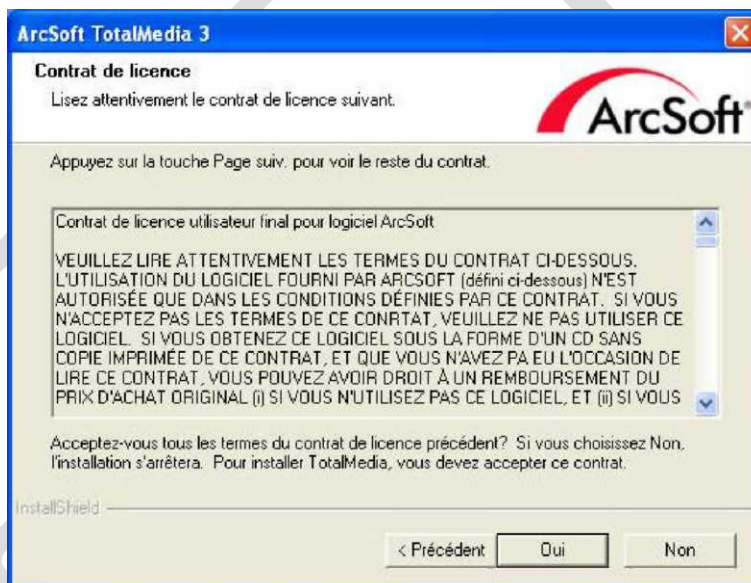 ArcSoft TotalMedia 3
Contrat de licence
Lisez attentivement le contrat de licence suivant.
ArcSoft®
Appuyez sur la touche Page suiv. pour voir le reste du contrat.
Contrat de licence utilisateur final pour logiciel ArcSoft
VEUILLEZ LIRE ATTENTIVEMENT LES TERMES DU CONTRAT CI-DESSOUS.
L'UTILISATION DU LOGICIEL FOURNI PAR ARCSOFT (défini ci-dessous) N'EST
AUTORISÉE QUE DANS LES CONDITIONS DÉFINIES PAR CE CONTRAT. SI VOUS
N'ACCEPTEZ PAS LES TERMES DE CE CONRTAT, VEUILLEZ NE PAS UTILISER CE
LOGICIEL. SI VOUS OBTENEZ CE LOGICIEL SOUS LA FORME D'UN CD SANS
COPIE IMPRIMÉE DE CE CONTRAT, ET QUE VOUS N'AVEZ PA EU L'OCCASION DE
LIRE CE CONTRAT, VOUS POUVEZ AVOIR DROIT À UN REMBOURSEMENT DU
PRIX D'ACHAT ORIGINAL (i) SI VOUS N'UTILISEZ PAS CE LOGICIEL, ET (ii) SI VOUS
Acceptez-vous tous les termes du contrat de licence précédent? Si vous choisissez Non,
l'installation s'arrêtera. Pour installer TotalMedia, vous devez accepter ce contrat.
InstallShield
< Précédent Oui Non